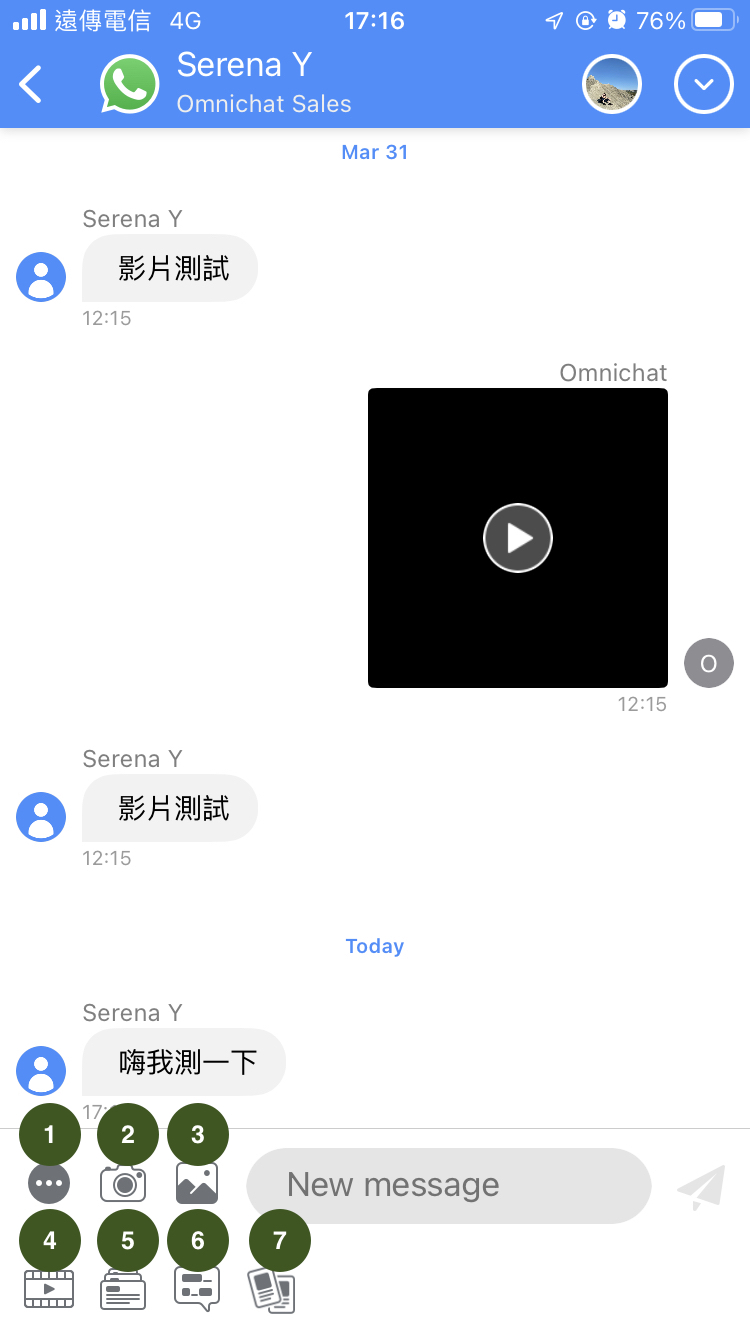 遠傳電信 4G 17:16 76%
Serena Y
Omnichat Sales
Mar 31
Serena Y
影片測試
12:15
Omnichat
O
12:15
Serena Y
影片測試
12:15
Today
Serena Y
嗨我測一下
1 2 3
New message
4 5 6 7